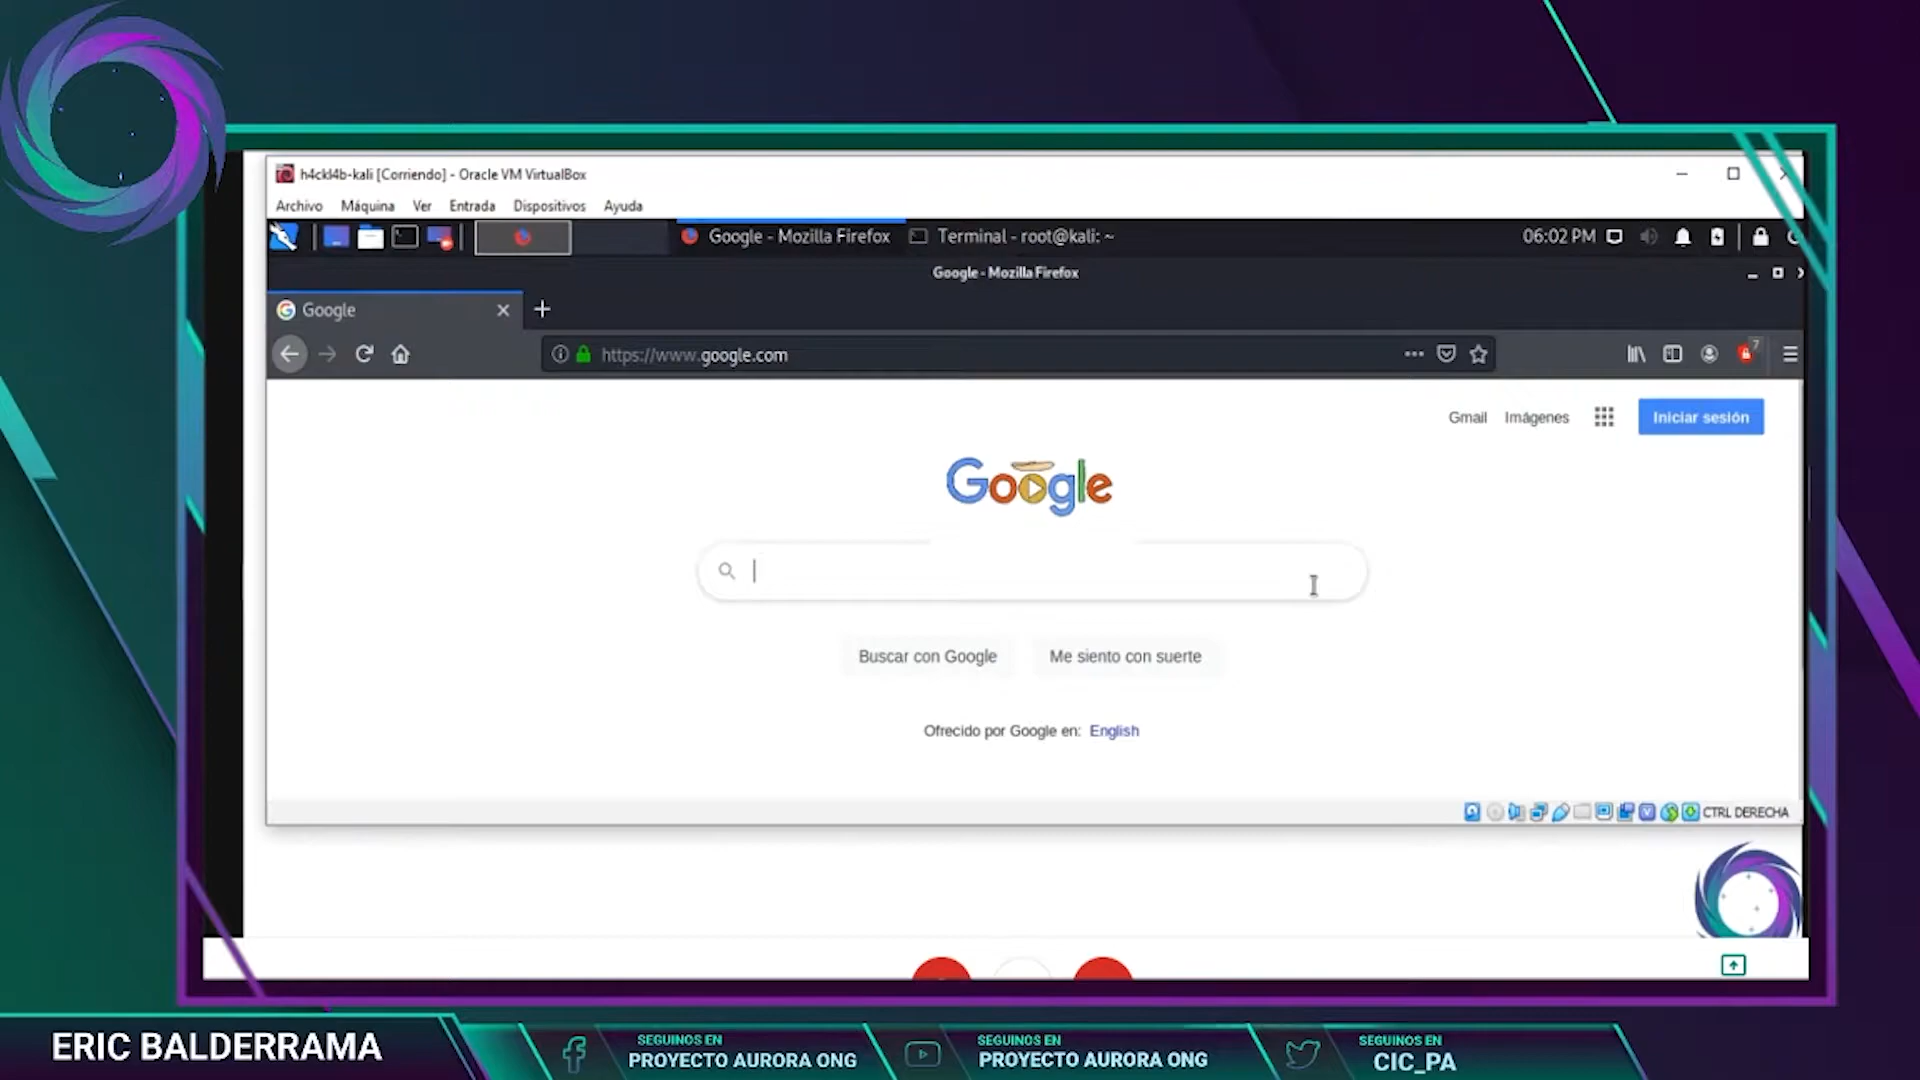 h4ckl4b-kali [Corriendo] - Oracle VM VirtualBox
Archivo Máquina Ver Entrada Dispositivos Ayuda
Google - Mozilla Firefox Terminal - root@kali: ~ 06:02 PM
Google - Mozilla Firefox
Google
https://www.google.com 7
Gmail Imágenes Iniciar sesión
Google
Buscar con Google Me siento con suerte
Ofrecido por Google en: English
CTRL DERECHA
ERIC BALDERRAMA
SEGUINOS EN
PROYECTO AURORA ONG
SEGUINOS EN
PROYECTO AURORA ONG
SEGUINOS EN
CIC_PA